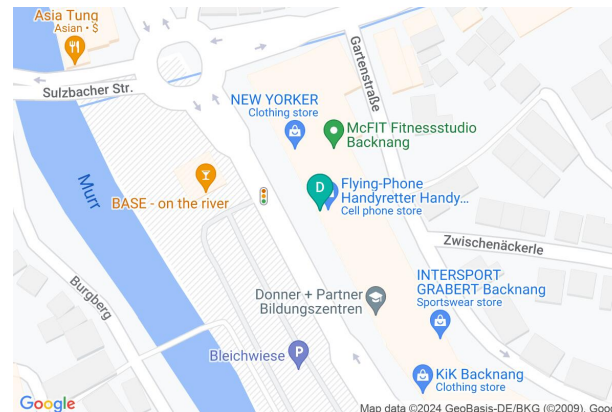 Asia Tung
Asian • $
Sulzbacher Str.
Gartenstraße
NEW YORKER
Clothing store
McFIT Fitnessstudio
Backnang
D
Flying-Phone
Handyretter Handy...
Cell phone store
Murr
BASE - on the river
Zwischenäckerle
Burgberg
INTERSPORT
GRABERT Backnang
Sportswear store
Donner + Partner
Bildungszentren
Bleichwiese
P
KiK Backnang
Clothing store
Google
Map data ©2024 GeoBasis-DE/BKG (©2009), Goo